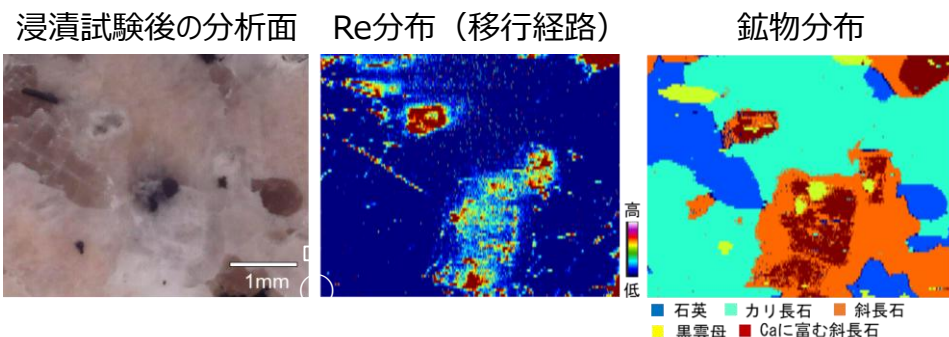 浸漬試験後の分析面
Re分布（移行経路）
鉱物分布
1mm
高
低
石英 カリ長石 斜長石
黒雲母 Caに富む斜長石